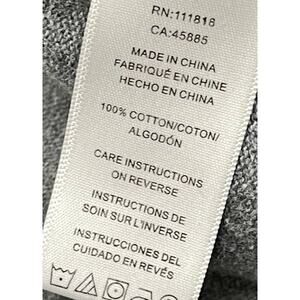 RN:111818
CA:45885
MADE IN CHINA
FABRIQUÉ EN CHINE
HECHO EN CHINA
100% COTTON/COTON/
ALGODÓN
CARE INSTRUCTIONS
ON REVERSE
INSTRUCTIONS DE
SOIN SUR L'INVERSE
INSTRUCCIONES DEL
CUIDADO EN REVÉS